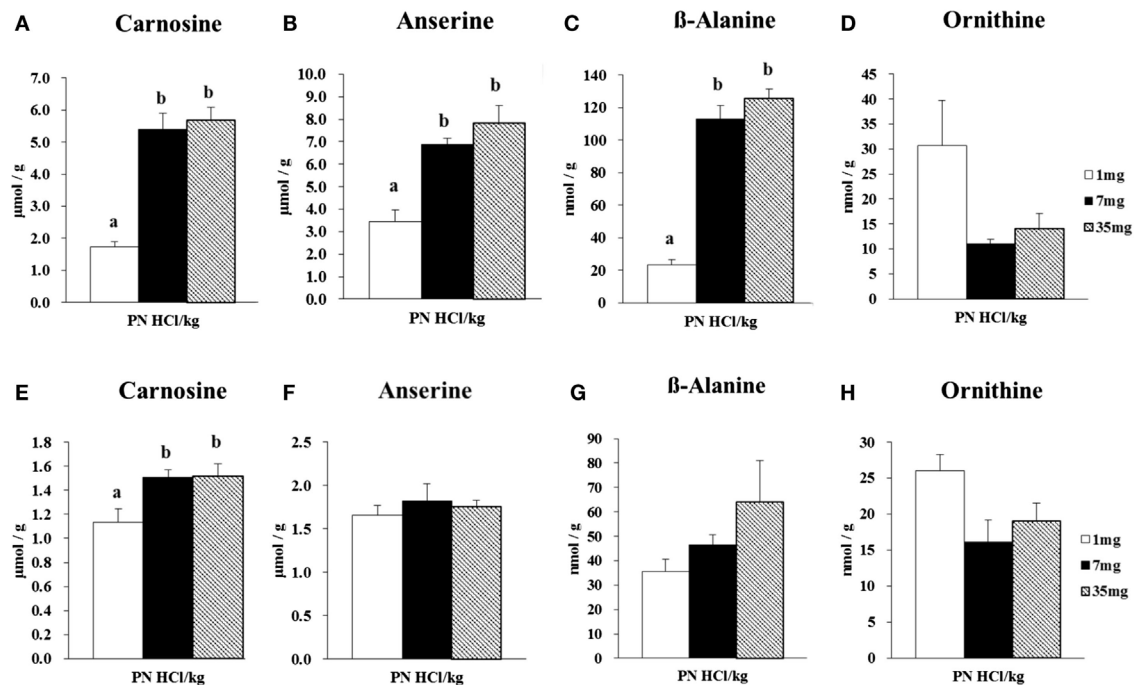 A Carnosine
B Anserine
C ß-Alanine
D Ornithine
7.0
6.0
5.0
4.0
3.0
2.0
1.0
0.0
µmol / g
a
b
b
PN HCl/kg
10.0
9.0
8.0
7.0
6.0
5.0
4.0
3.0
2.0
1.0
0.0
µmol / g
a
b
b
PN HCl/kg
140
120
100
80
60
40
20
0
nmol / g
a
b
b
PN HCl/kg
45
40
35
30
25
20
15
10
5
0
nmol / g
PN HCl/kg
1mg
7mg
35mg
E Carnosine
F Anserine
G ß-Alanine
H Ornithine
1.8
1.6
1.4
1.2
1.0
0.8
0.6
0.4
0.2
0.0
µmol / g
a
b
b
PN HCl/kg
2.5
2.0
1.5
1.0
0.5
0.0
µmol / g
PN HCl/kg
90
80
70
60
50
40
30
20
10
0
nmol / g
PN HCl/kg
30
25
20
15
10
5
0
nmol / g
PN HCl/kg
1mg
7mg
35mg